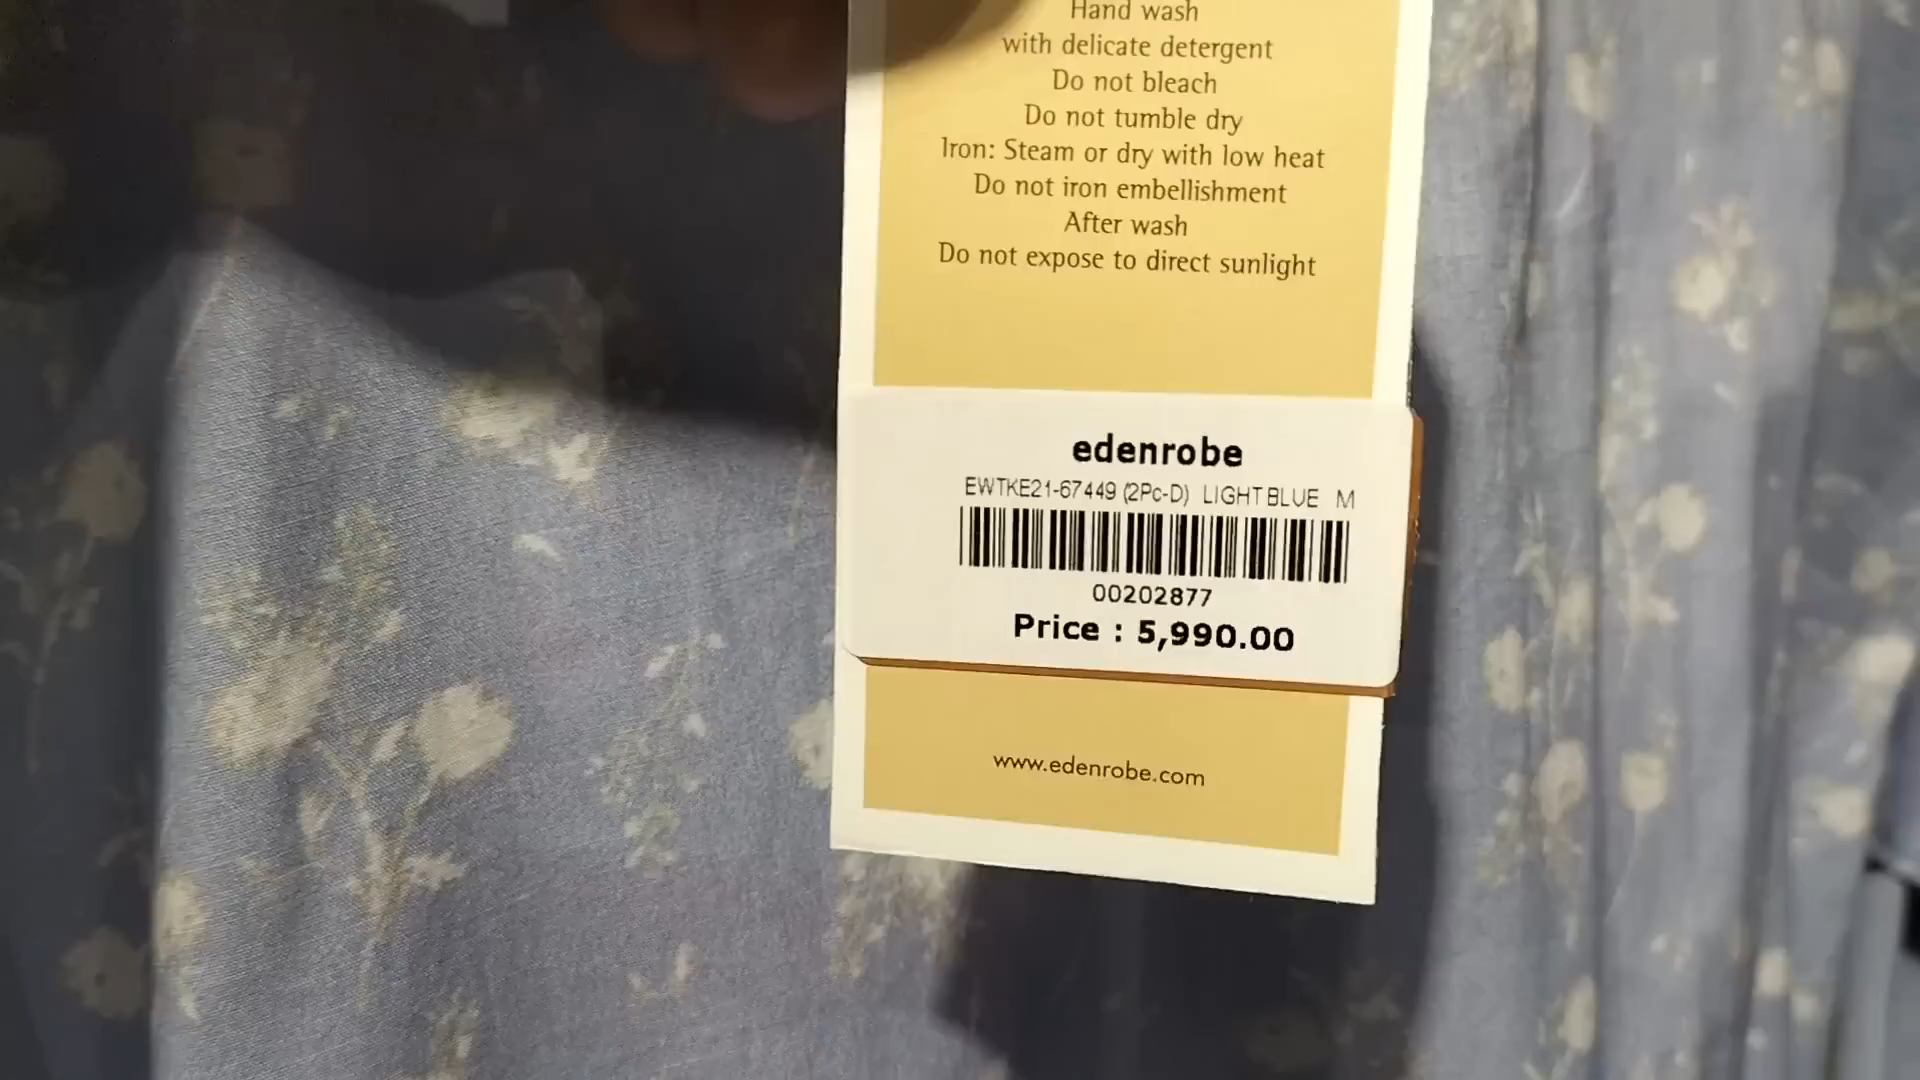 Hand wash
with delicate detergent
Do not bleach
Do not tumble dry
Iron: Steam or dry with low heat
Do not iron embellishment
After wash
Do not expose to direct sunlight
edenrobe
EWTKE21-67449 (2Pc-D) LIGHT BLUE M
00202877
Price : 5,990.00
www.edenrobe.com